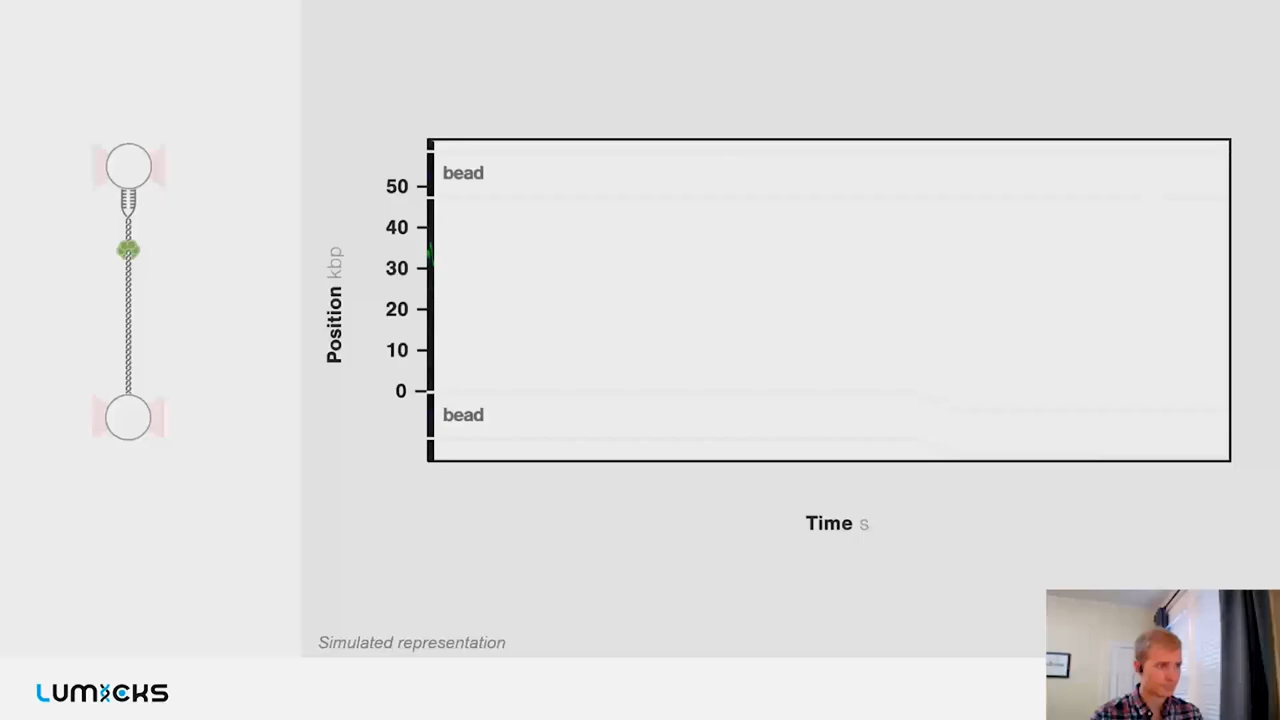 bead
50
40
30
20
10
0
bead
Position kbp
Time s
Simulated representation
LUMICKS